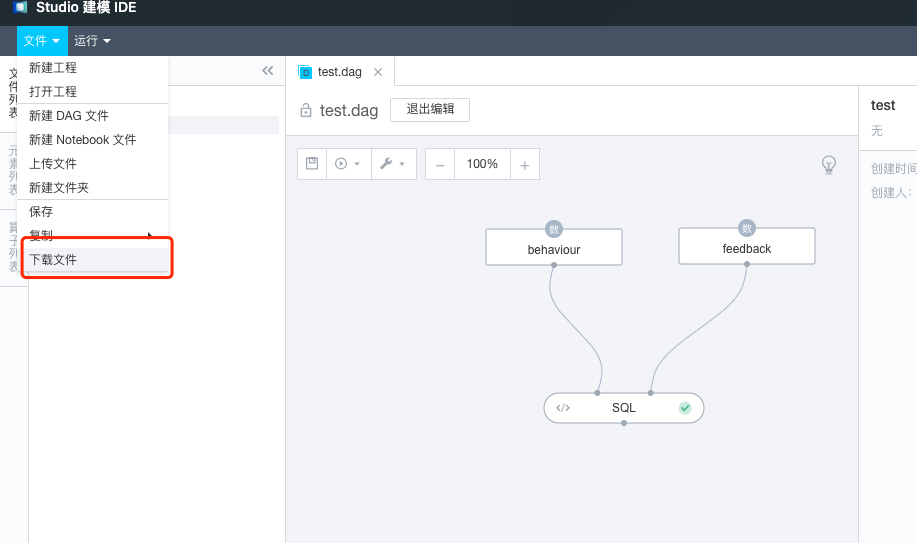 Studio 建模 IDE
文件 运行
新建工程
打开工程
新建 DAG 文件
新建 Notebook 文件
上传文件
新建文件夹
保存
复制
下载文件
文件列表
元素列表
算子列表
test.dag
test.dag 退出编辑
100%
数
behaviour
数
feedback
SQL
test
无
创建时间
创建人: